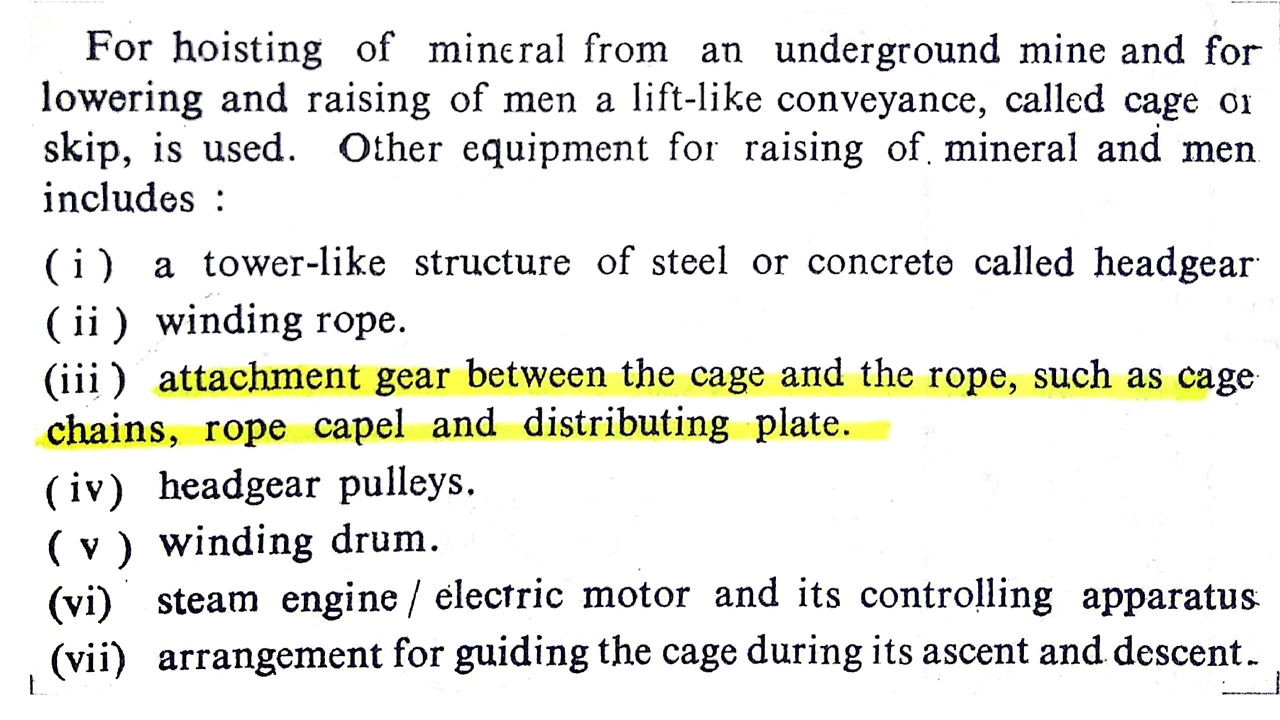 For hoisting of mineral from an underground mine and for
lowering and raising of men a lift-like conveyance, called cage or
skip, is used. Other equipment for raising of mineral and men
includes :
( i ) a tower-like structure of steel or concrete called headgear
( ii ) winding rope.
(iii ) attachment gear between the cage and the rope, such as cage
chains, rope capel and distributing plate.
( iv) headgear pulleys.
( v ) winding drum.
(vi) steam engine / electric motor and its controlling apparatus
(vii) arrangement for guiding the cage during its ascent and descent.